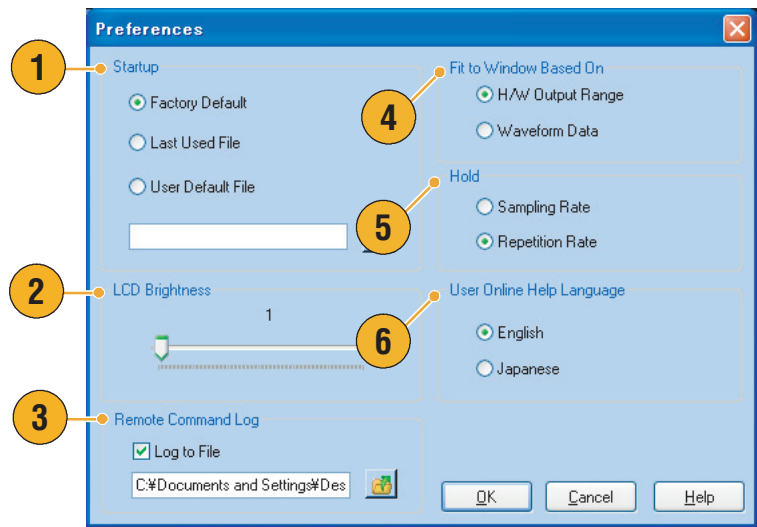 Preferences
1
Startup
Factory Default
Last Used File
User Default File
2
LCD Brightness
1
3
Remote Command Log
Log to File
C:¥Documents and Settings¥Des
4
Fit to Window Based On
H/W Output Range
Waveform Data
5
Hold
Sampling Rate
Repetition Rate
6
User Online Help Language
English
Japanese
OK
Cancel
Help